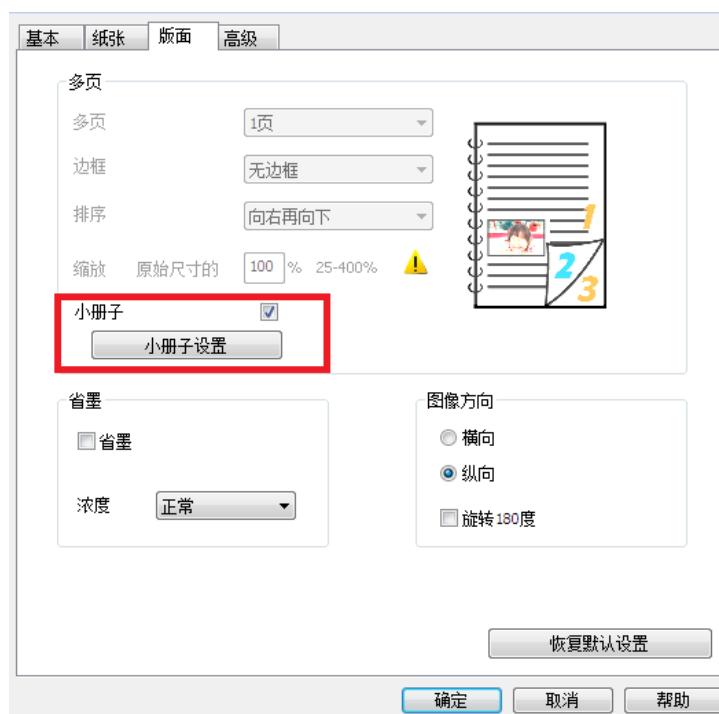 基本 纸张 版面 高级
多页
多页 1页
边框 无边框
排序 向右再向下
缩放 原始尺寸的 100 % 25-400%
小册子
小册子设置
1
2
3
省墨
省墨
浓度 正常
图像方向
横向
纵向
旋转180度
恢复默认设置
确定 取消 帮助